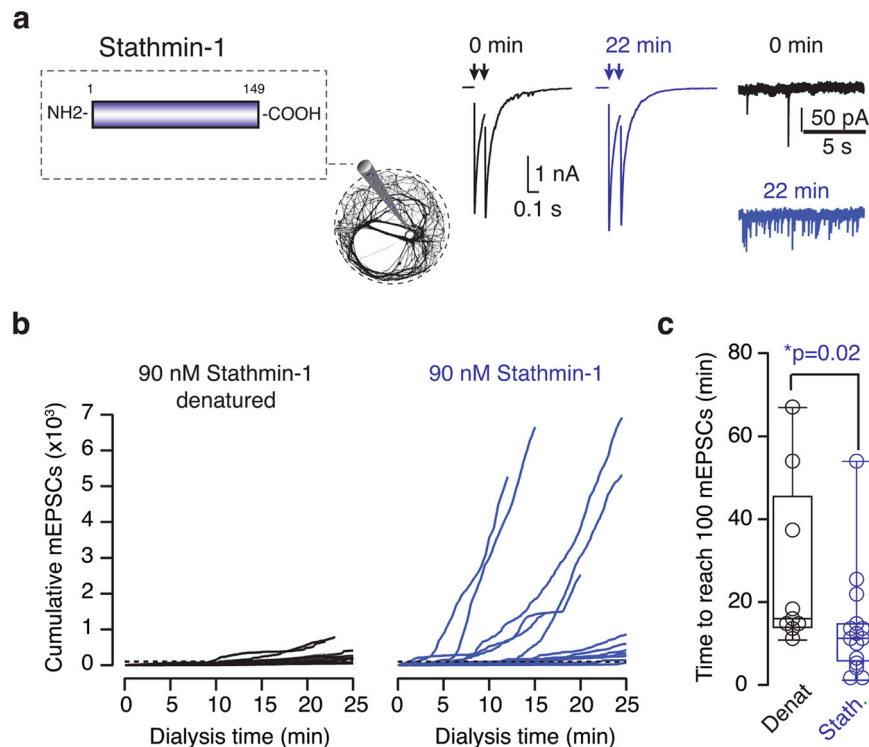 a
Stathmin-1
1 149
NH2- -COOH
0 min
22 min
1 nA
0.1 s
0 min
50 pA
5 s
22 min
b
90 nM Stathmin-1
denatured
90 nM Stathmin-1
Cumulative mEPSCs (x10³)
7
6
5
4
3
2
1
0
0 5 10 15 20 25
Dialysis time (min)
0 5 10 15 20 25
Dialysis time (min)
c
*p=0.02
Time to reach 100 mEPSCs (min)
80
60
40
20
0
Denat
Stath.